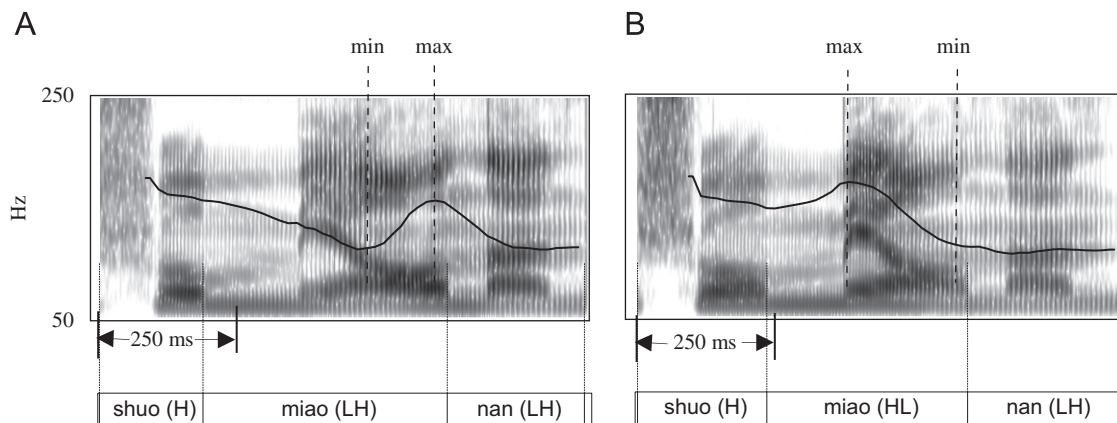 A
B
min max
max min
250
Hz
50
250 ms
250 ms
shuo (H) miao (LH) nan (LH)
shuo (H) miao (HL) nan (LH)